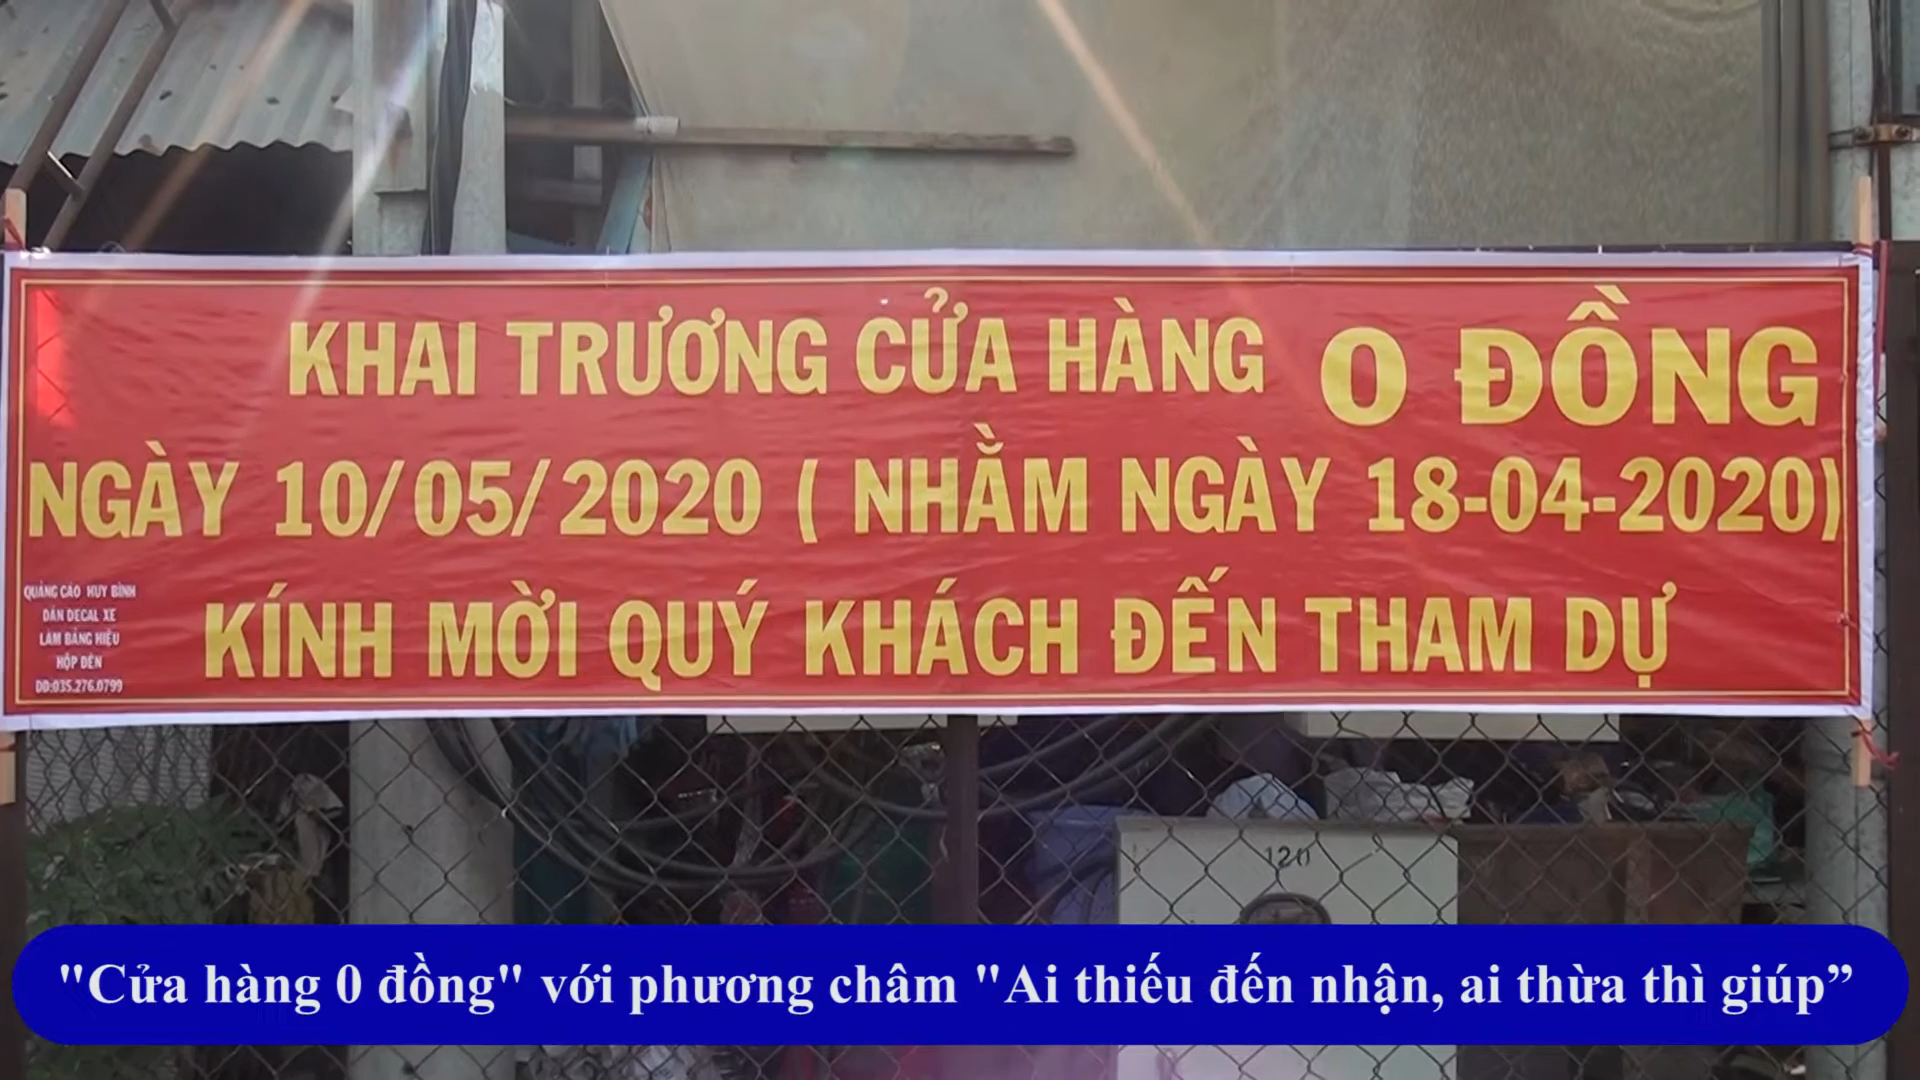 KHAI TRƯƠNG CỬA HÀNG 0 ĐỒNG
NGÀY 10/05/2020 ( NHẰM NGÀY 18-04-2020)
KÍNH MỜI QUÝ KHÁCH ĐẾN THAM DỰ
QUẢNG CÁO HUY BÌNH
DÁN DECAL XE
LÀM BẢNG HIỆU
HỘP ĐÈN
DD:035.276.0799
120
"Cửa hàng 0 đồng" với phương châm "Ai thiếu đến nhận, ai thừa thì giúp”